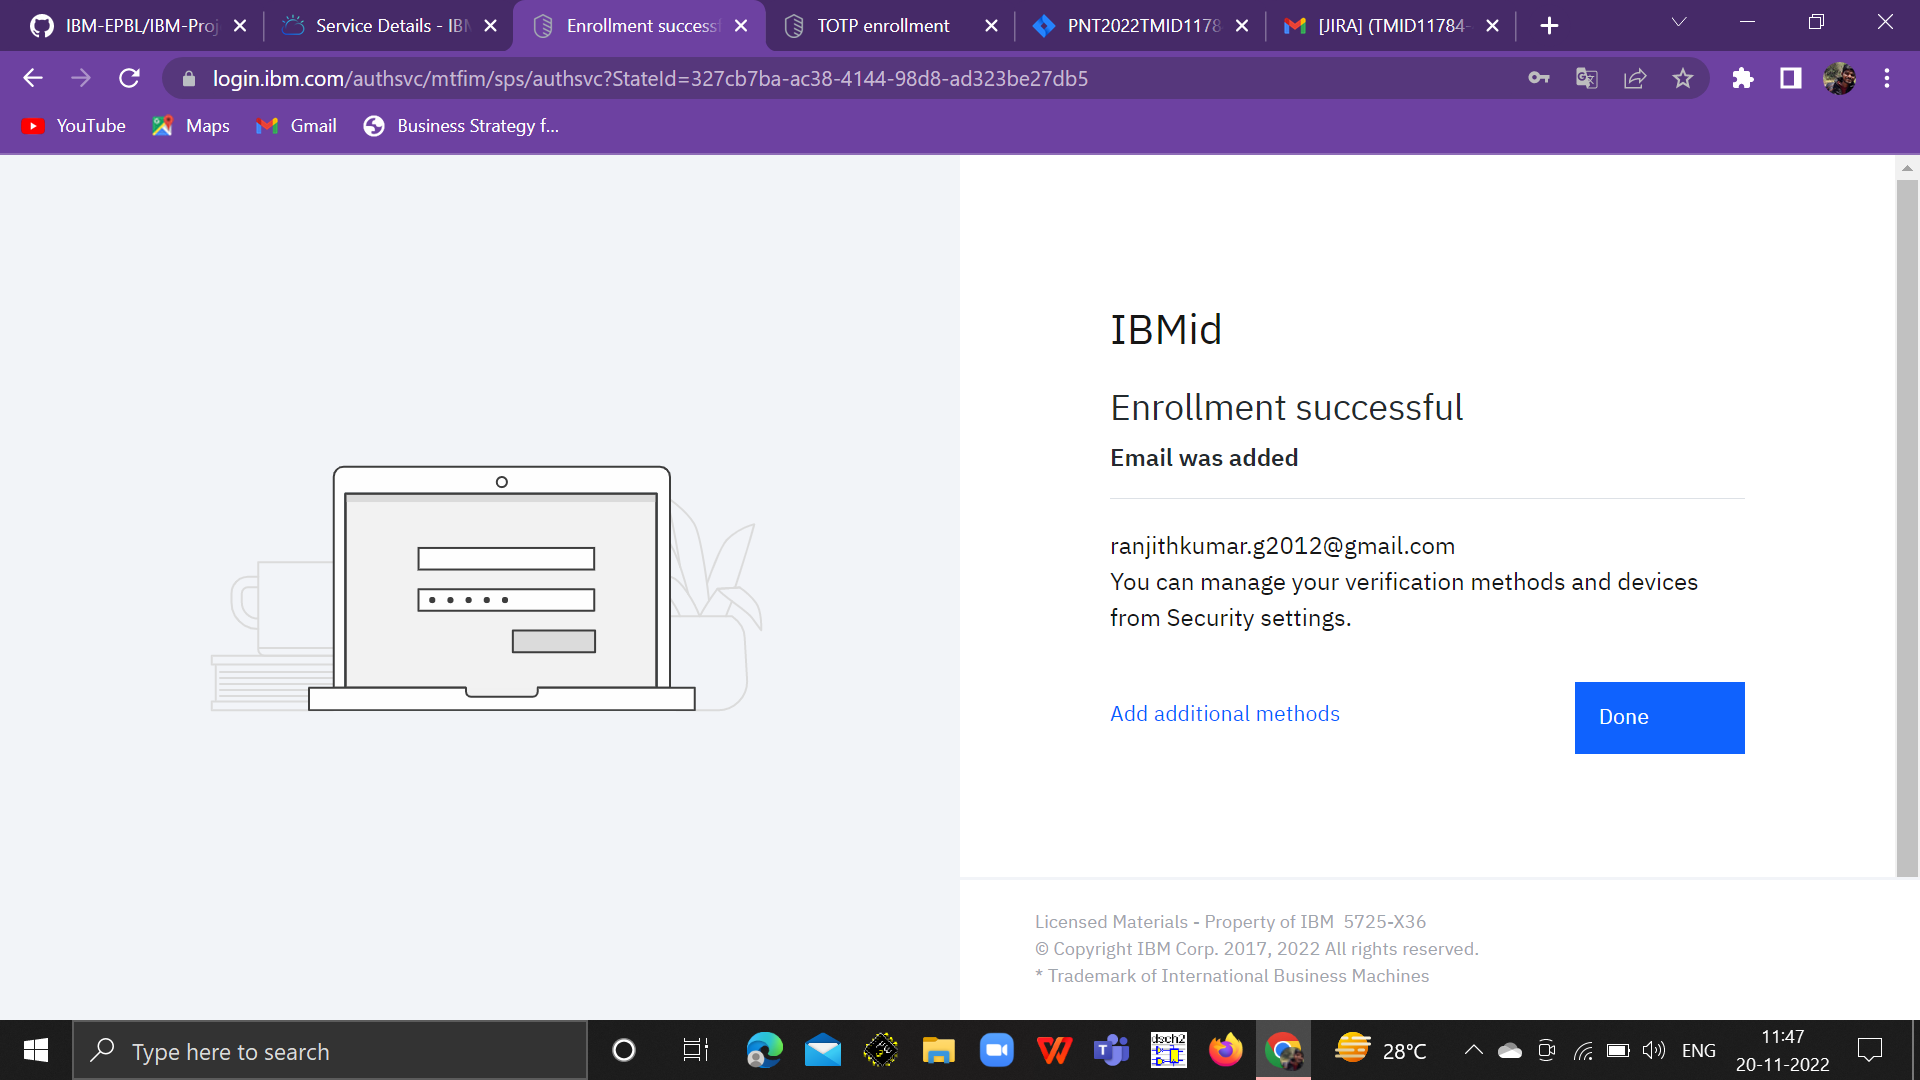 IBM-EPBL/IBM-Proj
Service Details - IBM
Enrollment successf
TOTP enrollment
PNT2022TMID1178
[JIRA] (TMID11784-
login.ibm.com/authsvc/mtfim/sps/authsvc?StateId=327cb7ba-ac38-4144-98d8-ad323be27db5
YouTube
Maps
Gmail
Business Strategy f...
IBMid
Enrollment successful
Email was added
ranjithkumar.g2012@gmail.com
You can manage your verification methods and devices
from Security settings.
Add additional methods
Done
Licensed Materials - Property of IBM 5725-X36
© Copyright IBM Corp. 2017, 2022 All rights reserved.
* Trademark of International Business Machines
Type here to search
dsch2
28°C
ENG
11:47
20-11-2022